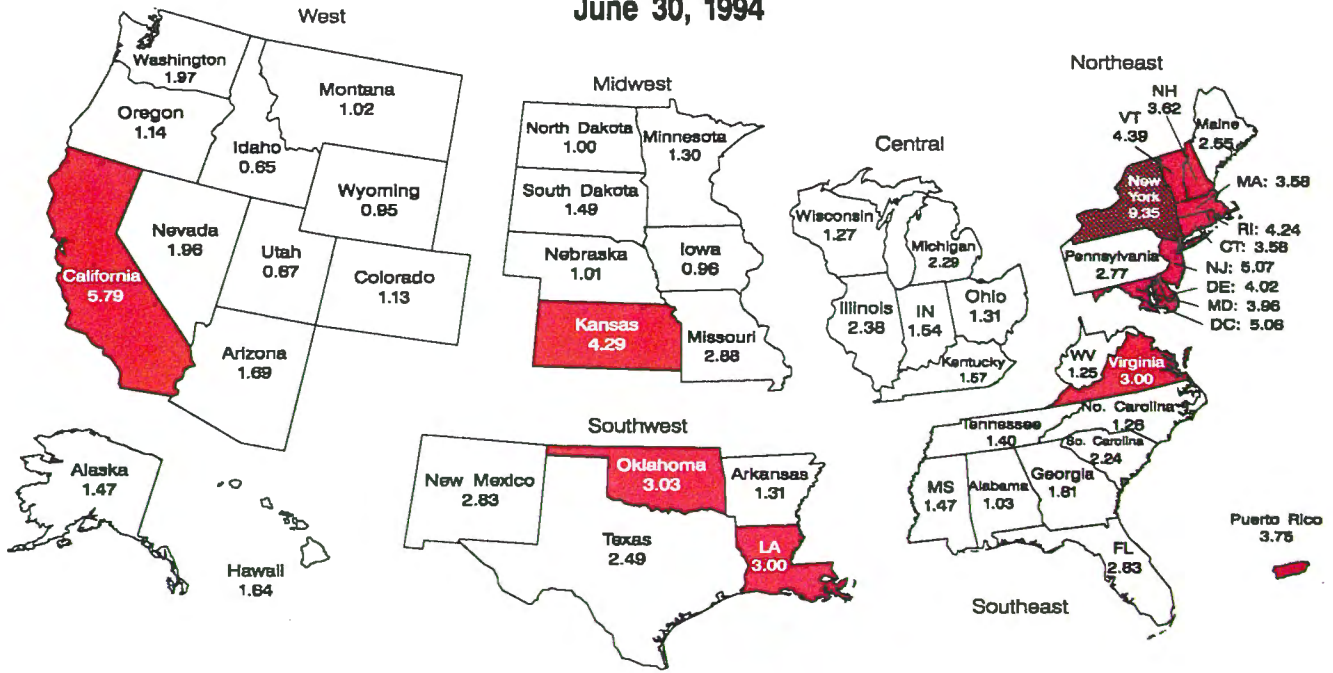 June 30, 1994
West
Washington
1.97
Montana
1.02
Oregon
1.14
Idaho
0.65
Wyoming
0.95
Nevada
1.96
Utah
0.67
Colorado
1.13
California
5.79
Arizona
1.69
Alaska
1.47
Hawaii
1.64
Midwest
North Dakota
1.00
Minnesota
1.30
South Dakota
1.49
Nebraska
1.01
Iowa
0.96
Kansas
4.29
Missouri
2.88
Central
Wisconsin
1.27
Michigan
2.29
Illinois
2.38
IN
1.54
Ohio
1.31
Kentucky
1.57
Northeast
NH
3.62
VT
4.39
Maine
2.55
New
York
9.35
MA: 3.58
RI: 4.24
CT: 3.58
Pennsylvania
2.77
NJ: 5.07
DE: 4.02
MD: 3.96
DC: 5.06
Southwest
New Mexico
2.83
Oklahoma
3.03
Arkansas
1.31
Texas
2.49
LA
3.00
WV
1.25
Virginia
3.00
No. Carolina
1.26
Tennessee
1.40
So. Carolina
2.24
MS
1.47
Alabama
1.03
Georgia
1.81
FL
2.83
Southeast
Puerto Rico
3.75